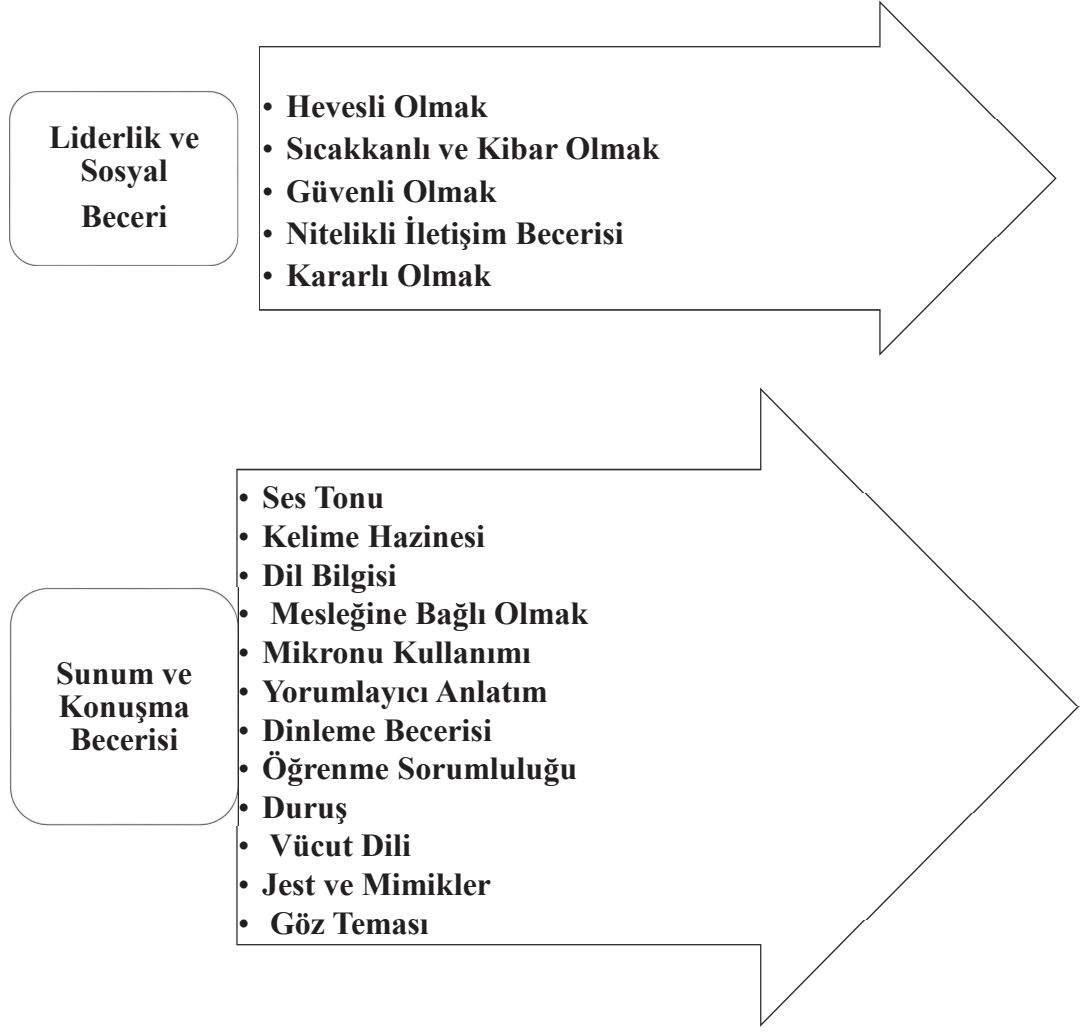 Liderlik ve
Sosyal
Beceri
• Hevesli Olmak
• Sıcakkanlı ve Kibar Olmak
• Güvenli Olmak
• Nitelikli İletişim Becerisi
• Kararlı Olmak
Sunum ve
Konuşma
Becerisi
• Ses Tonu
• Kelime Hazinesi
• Dil Bilgisi
• Mesleğine Bağlı Olmak
• Mikronu Kullanımı
• Yorumlayıcı Anlatım
• Dinleme Becerisi
• Öğrenme Sorumluluğu
• Duruş
• Vücut Dili
• Jest ve Mimikler
• Göz Teması